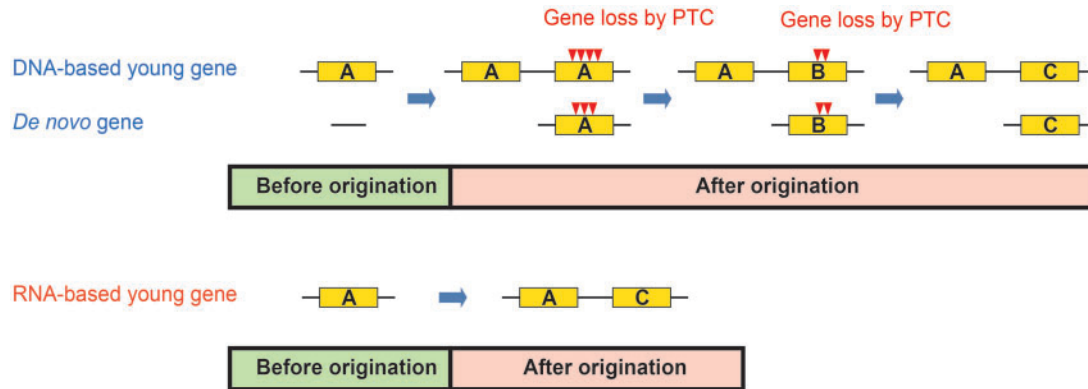 Gene loss by PTC Gene loss by PTC
DNA-based young gene A A A A B A C
De novo gene A B C
Before origination After origination
RNA-based young gene A A C
Before origination After origination